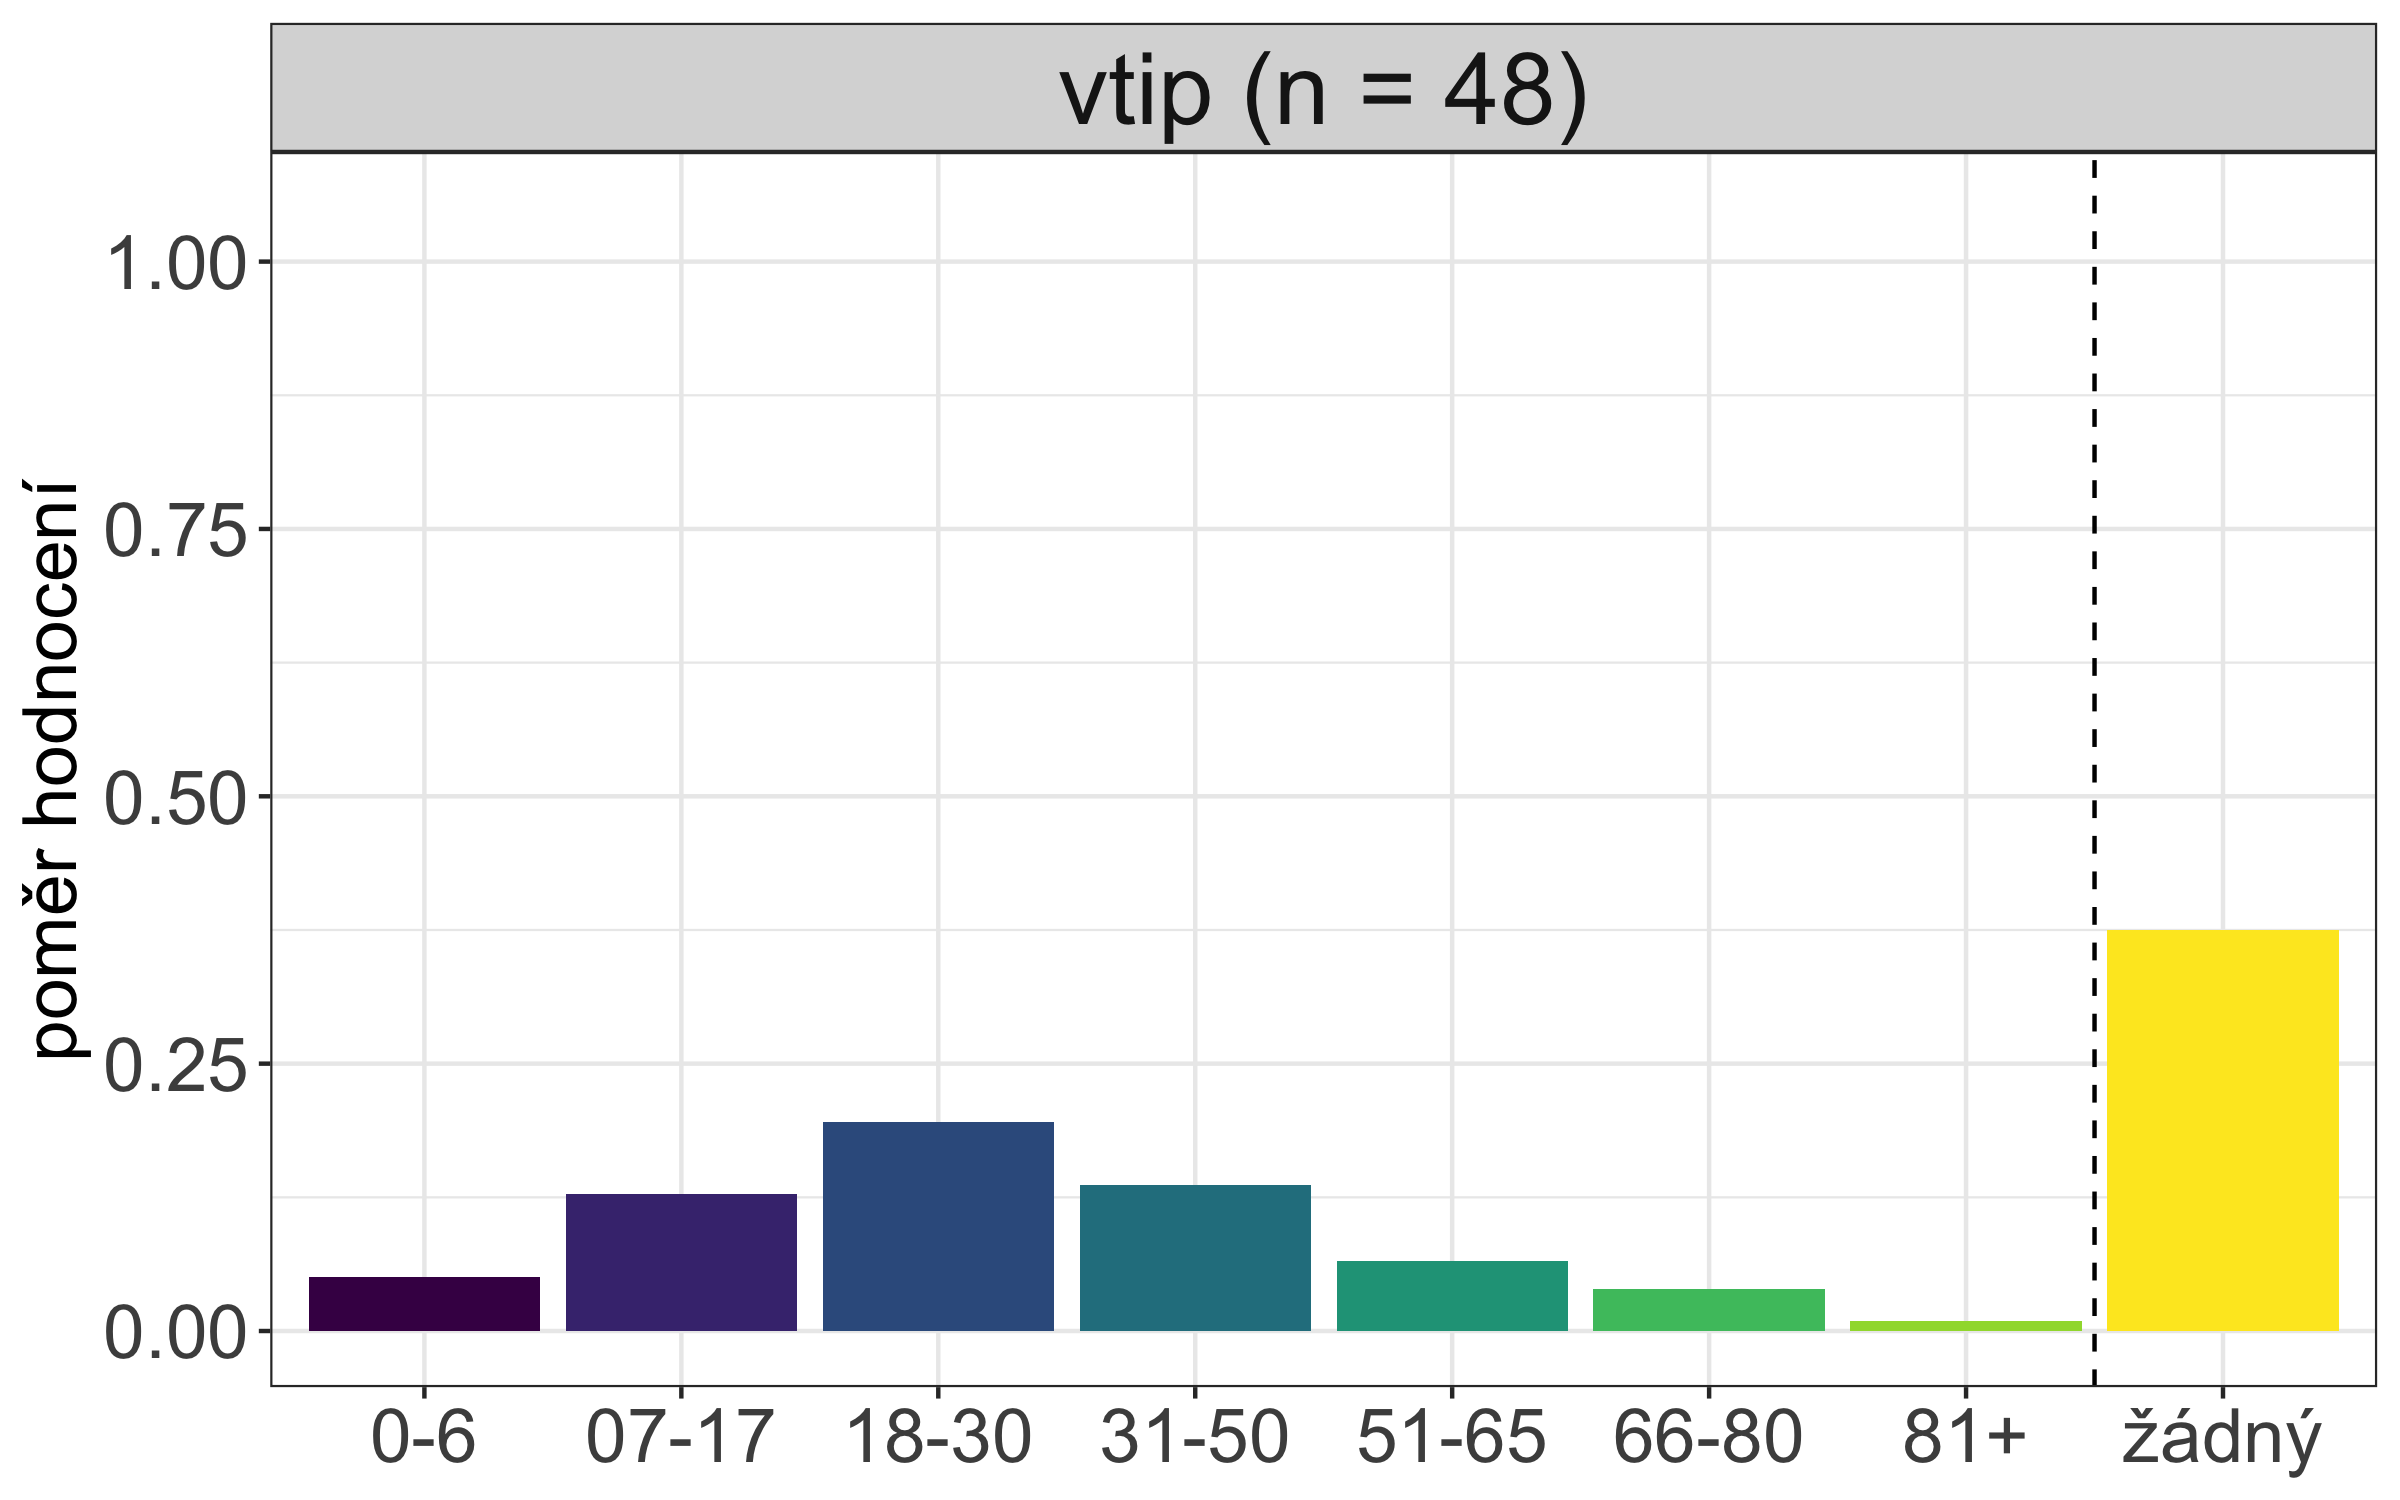 vtip (n = 48)
poměr hodnocení
1.00
0.75
0.50
0.25
0.00
0-6 07-17 18-30 31-50 51-65 66-80 81+ žádný